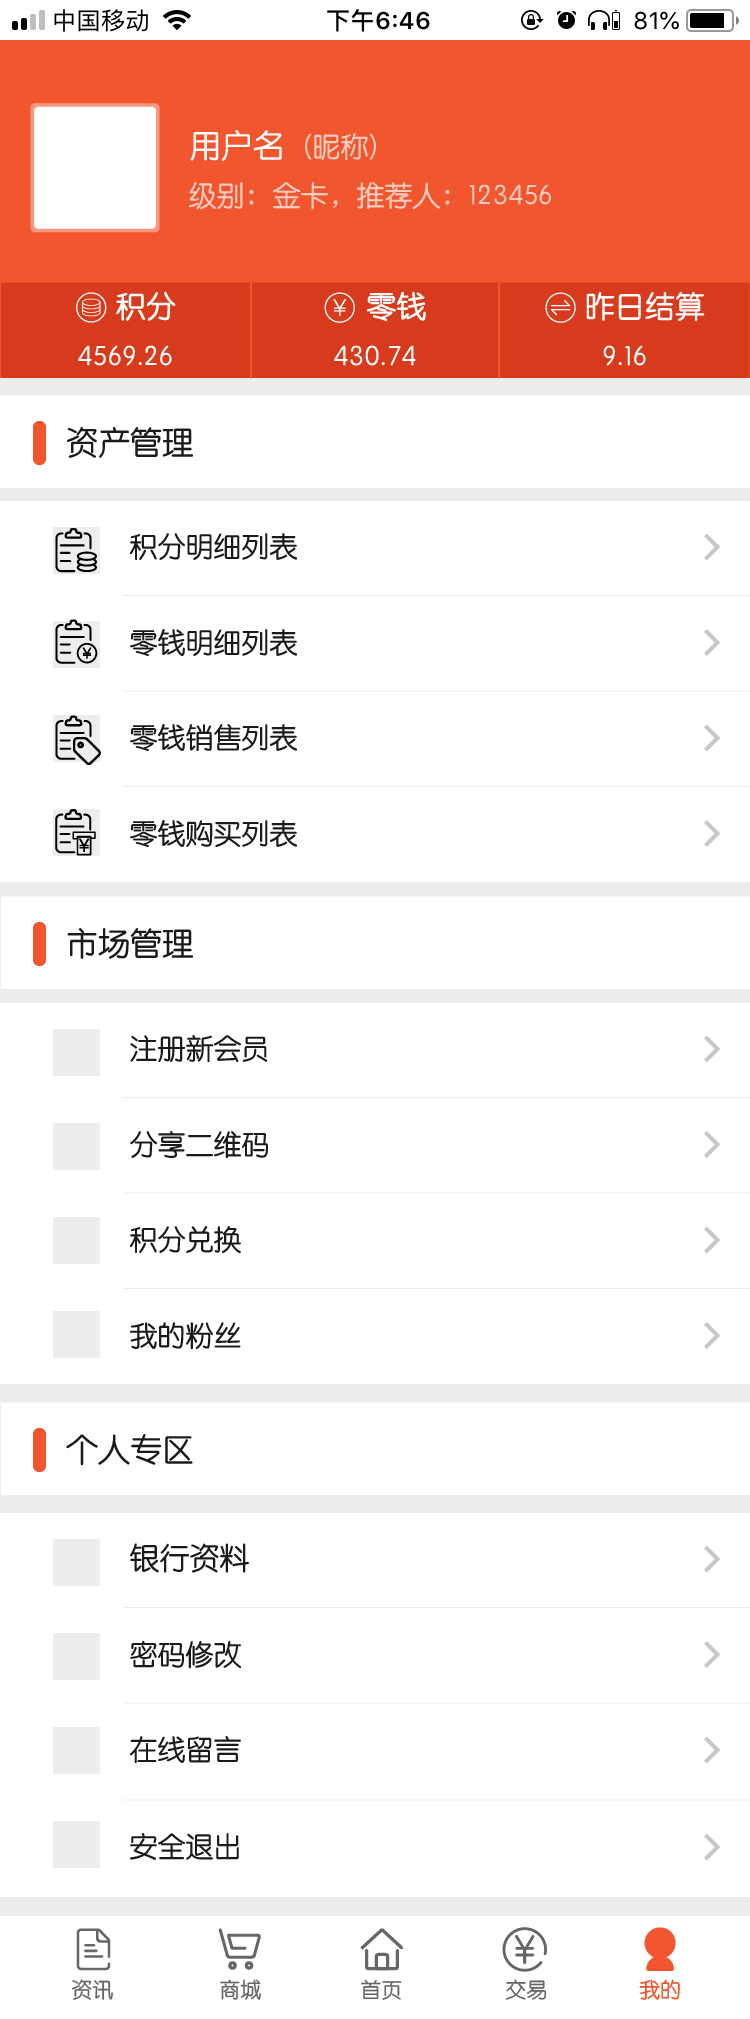 中国移动 下午6:46 81%
用户名（昵称）
级别：金卡，推荐人：123456
积分 零钱 昨日结算
4569.26 430.74 9.16
资产管理
积分明细列表
零钱明细列表
零钱销售列表
零钱购买列表
市场管理
注册新会员
分享二维码
积分兑换
我的粉丝
个人专区
银行资料
密码修改
在线留言
安全退出
资讯 商城 首页 交易 我的